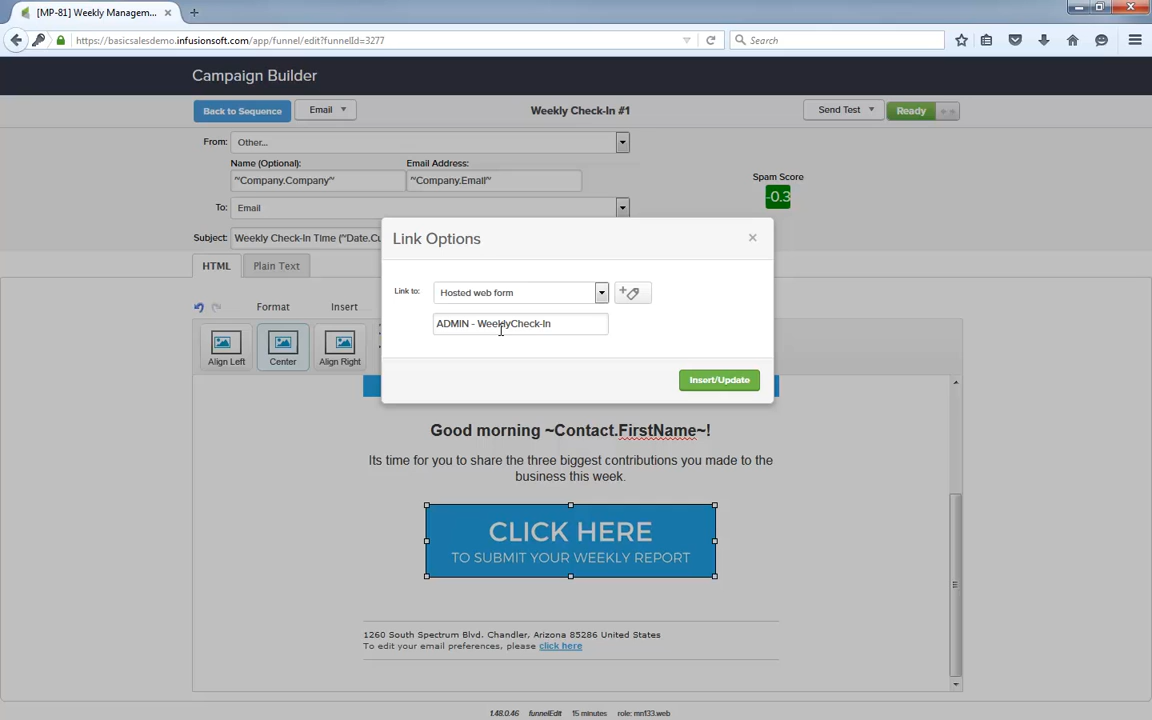 [MP-81] Weekly Managem...
https://basicsalesdemo.infusionsoft.com/app/funnel/edit?funnelId=3277
Search
Campaign Builder
Back to Sequence
Email
Weekly Check-In #1
Send Test
Ready
From:
Other...
Name (Optional):
Email Address:
~Company.Company~
~Company.Email~
Spam Score
-0.3
To:
Email
Subject:
Weekly Check-In Time (~Date.Cu
Link Options
HTML
Plain Text
Link to:
Hosted web form
Format
Insert
ADMIN - WeeklyCheck-In
Align Left
Center
Align Right
Insert/Update
Good morning ~Contact.FirstName~!
Its time for you to share the three biggest contributions you made to the
business this week.
CLICK HERE
TO SUBMIT YOUR WEEKLY REPORT
1260 South Spectrum Blvd. Chandler, Arizona 85286 United States
To edit your email preferences, please click here
1.48.0.46 funnelEdit 15 minutes role: mn133.web